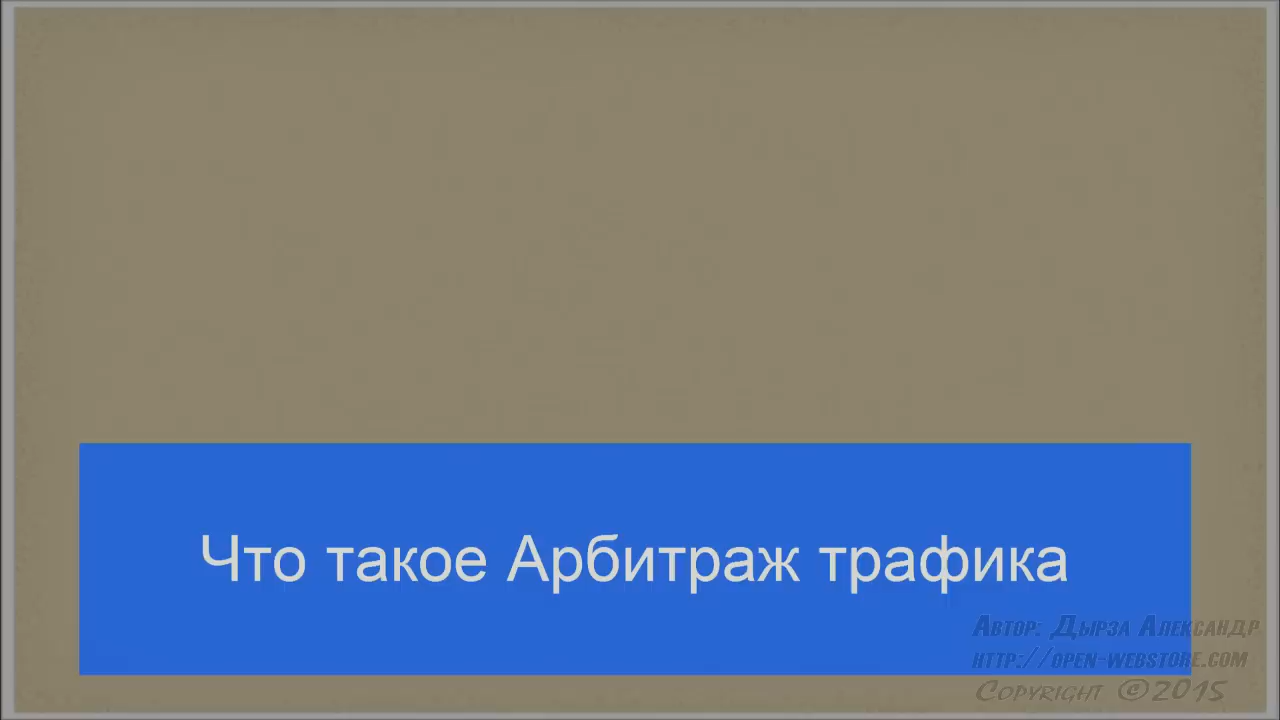 Что такое Арбитраж трафика
Автор: Дырза Александр
http://open-webstore.com
Copyright ©2015